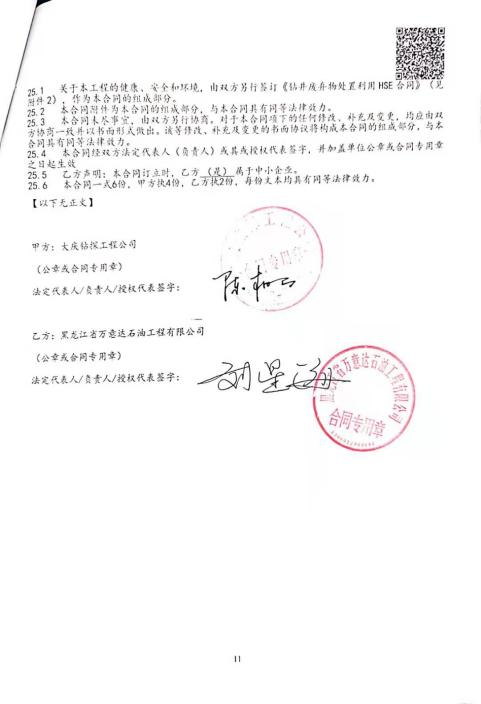 25.1 关于本工程的健康、安全和环境，由双方另行签订《钻井废弃物处置利用HSE合同》（见
附件2），作为本合同的组成部分。
25.2 本合同附件为本合同的组成部分，与本合同具有同等法律效力。
25.3 本合同未尽事宜，由双方另行协商。对于本合同项下的任何修改、补充及变更，均应由双
方协商一致并以书面形式做出。该等修改、补充及变更的书面协议将构成本合同的组成部分，与本
合同具有同等法律效力。
25.4 本合同经双方法定代表人（负责人）或其或授权代表签字，并加盖单位公章或合同专用章
之日起生效
25.5 乙方声明：本合同订立时，乙方（是）属于中小企业。
25.6 本合同一式6份，甲方执4份，乙方执2份，每份文本均具有同等法律效力。
【以下无正文】
甲方：大庆钻探工程公司
（公章或合同专用章）
法定代表人/负责人/授权代表签字：
工程公司
合同专用章
乙方：黑龙江省万意达石油工程有限公司
（公章或合同专用章）
法定代表人/负责人/授权代表签字：
黑龙江省万意达石油工程有限公司
合同专用章
11